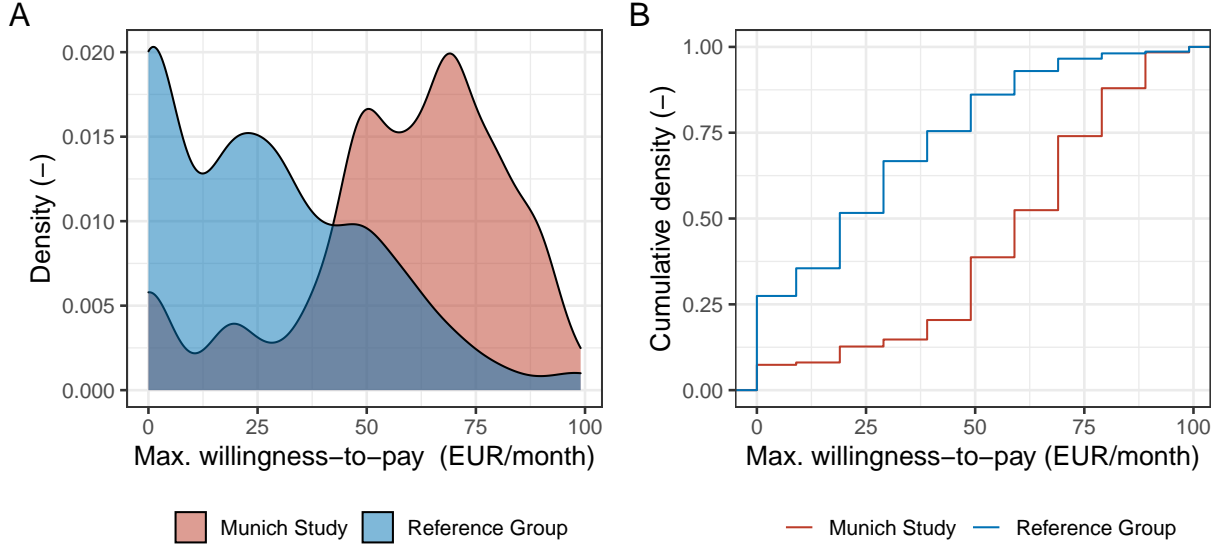 A
0.020
0.015
0.010
0.005
0.000
Density (−)
0
25
50
75
100
Max. willingness−to−pay (EUR/month)
Munich Study
Reference Group
B
1.00
0.75
0.50
0.25
0.00
Cumulative density (−)
0
25
50
75
100
Max. willingness−to−pay (EUR/month)
Munich Study
Reference Group